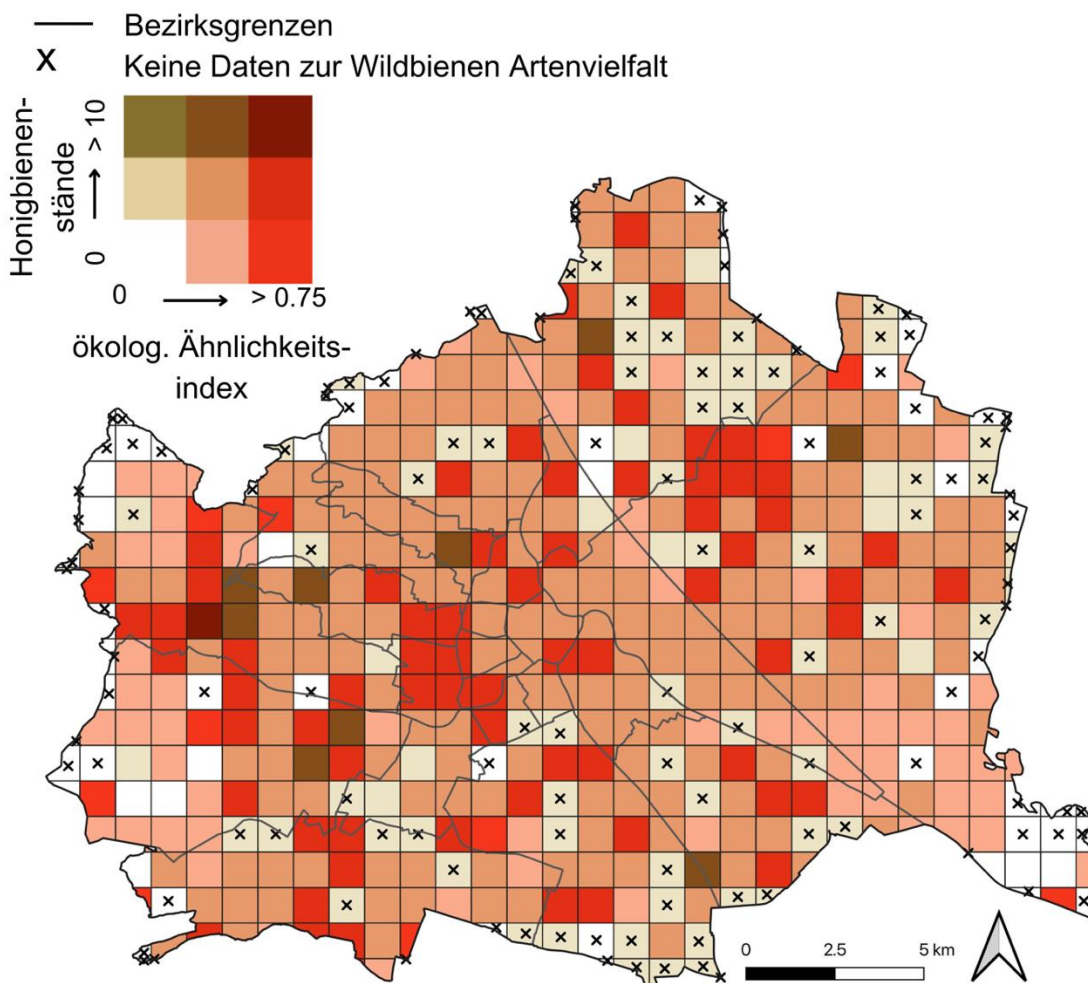 Bezirksgrenzen
x Keine Daten zur Wildbienen Artenvielfalt
Honigbienen-
stände
0 > 10
0 > 0.75
ökolog. Ähnlichkeits-
index
0 2.5 5 km